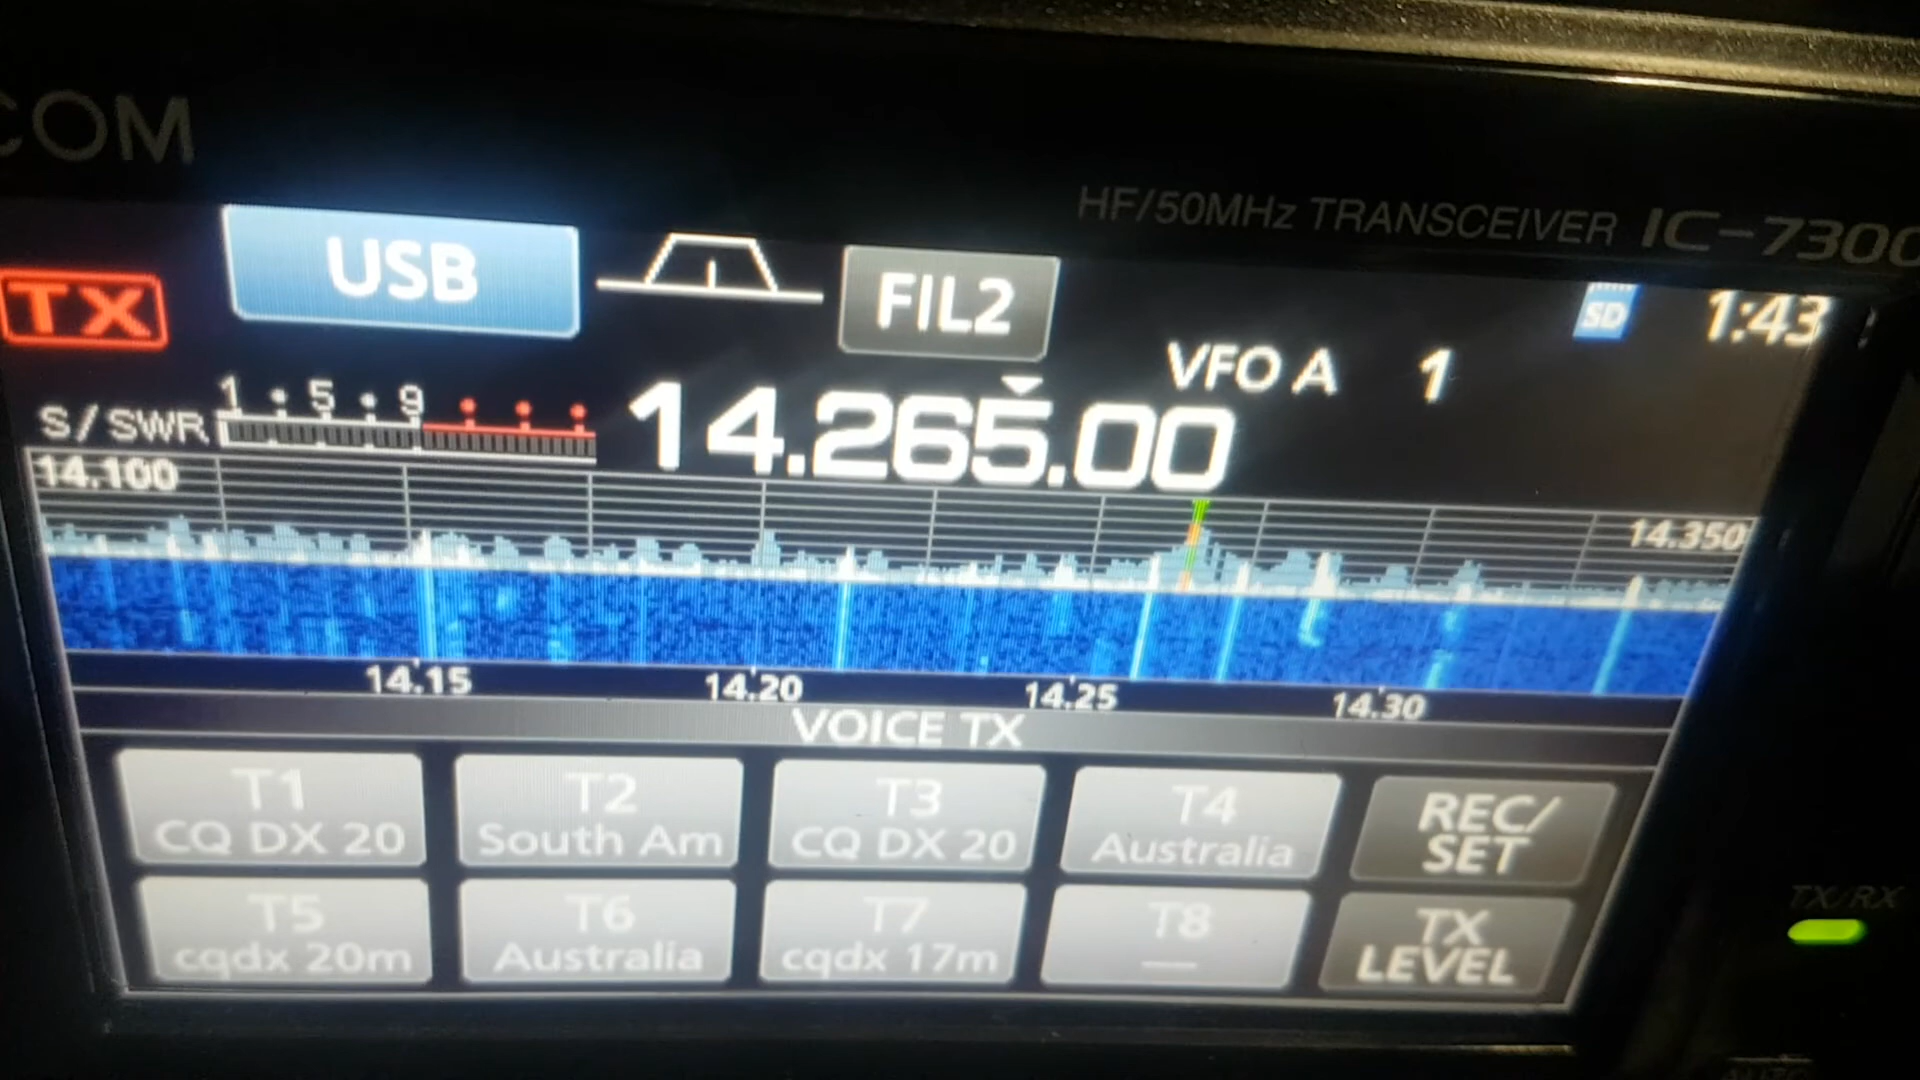 COM
HF/50MHz TRANSCEIVER IC-7300
TX
USB
FIL2
SD
1:43
VFO A 1
1 • 5 • 9
S/SWR
14.265.00
14.100
14.350
14.15 14.20 14.25 14.30
VOICE TX
T1
CQ DX 20
T2
South Am
T3
CQ DX 20
T4
Australia
REC/
SET
T5
cqdx 20m
T6
Australia
T7
cqdx 17m
T8
—
TX
LEVEL
TX/RX